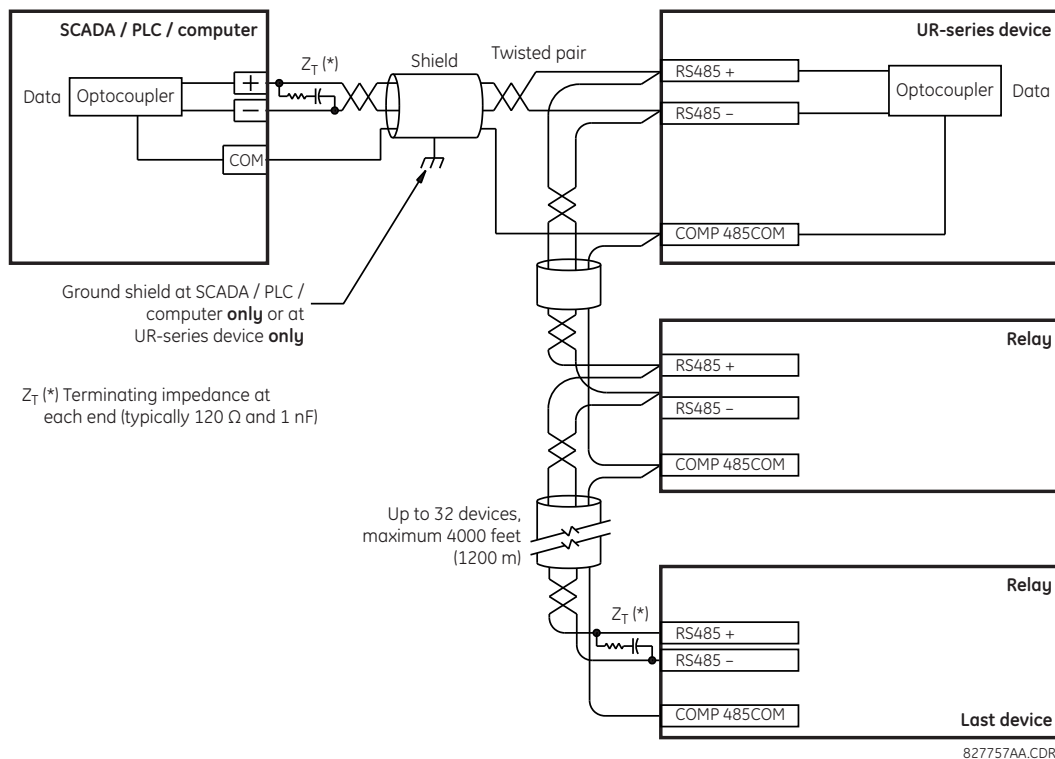 SCADA / PLC / computer
UR-series device
Z_T (*)
Shield
Twisted pair
Data
Optocoupler
+
−
COM
RS485 +
RS485 −
COMP 485COM
Optocoupler
Data
Ground shield at SCADA / PLC /
computer only or at
UR-series device only
Z_T (*) Terminating impedance at
each end (typically 120 Ω and 1 nF)
Relay
RS485 +
RS485 −
COMP 485COM
Up to 32 devices,
maximum 4000 feet
(1200 m)
Relay
Z_T (*)
RS485 +
RS485 −
COMP 485COM
Last device
827757AA.CDR